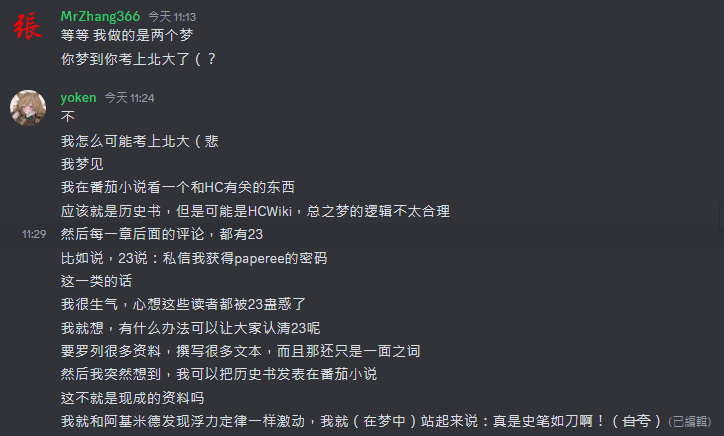 張
MrZhang366 今天 11:13
等等 我做的是两个梦
你梦到你考上北大了（？
yoken 今天 11:24
不
我怎么可能考上北大（悲
我梦见
我在番茄小说看一个和HC有关的东西
应该就是历史书，但是可能是HCWiki，总之梦的逻辑不太合理
11:29 然后每一章后面的评论，都有23
比如说，23说：私信我获得paperee的密码
这一类的话
我很生气，心想这些读者都被23蛊惑了
我就想，有什么办法可以让大家认清23呢
要罗列很多资料，撰写很多文本，而且那还只是一面之词
然后我突然想到，我可以把历史书发表在番茄小说
这不就是现成的资料吗
我就和阿基米德发现浮力定律一样激动，我就（在梦中）站起来说：真是史笔如刀啊！（自夸）（已編輯）